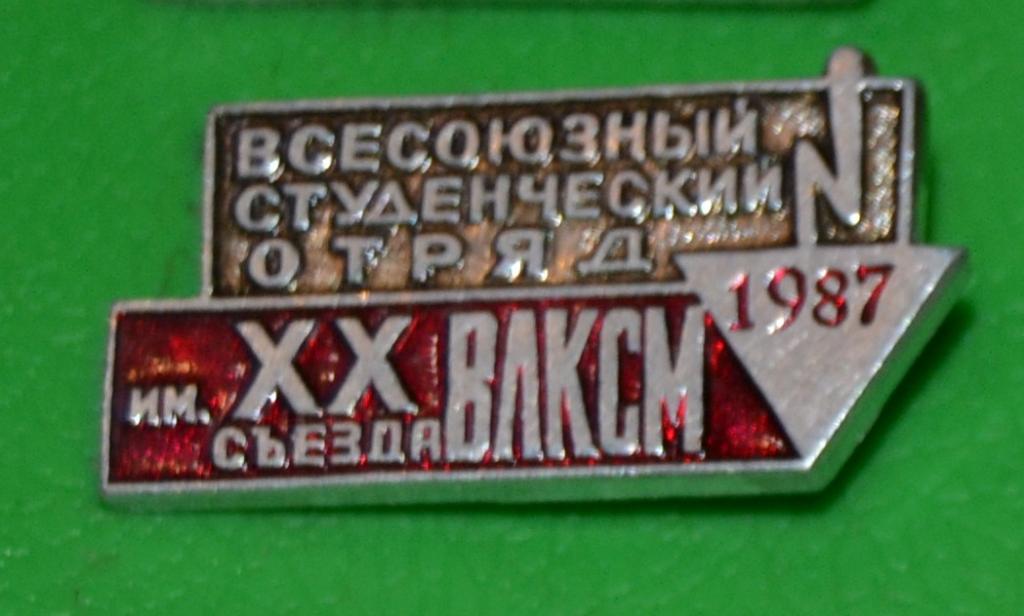 ВСЕСОЮЗНЫЙ
СТУДЕНЧЕСКИЙ
ОТРЯД
1987
им. XX СЪЕЗДА ВЛКСМ